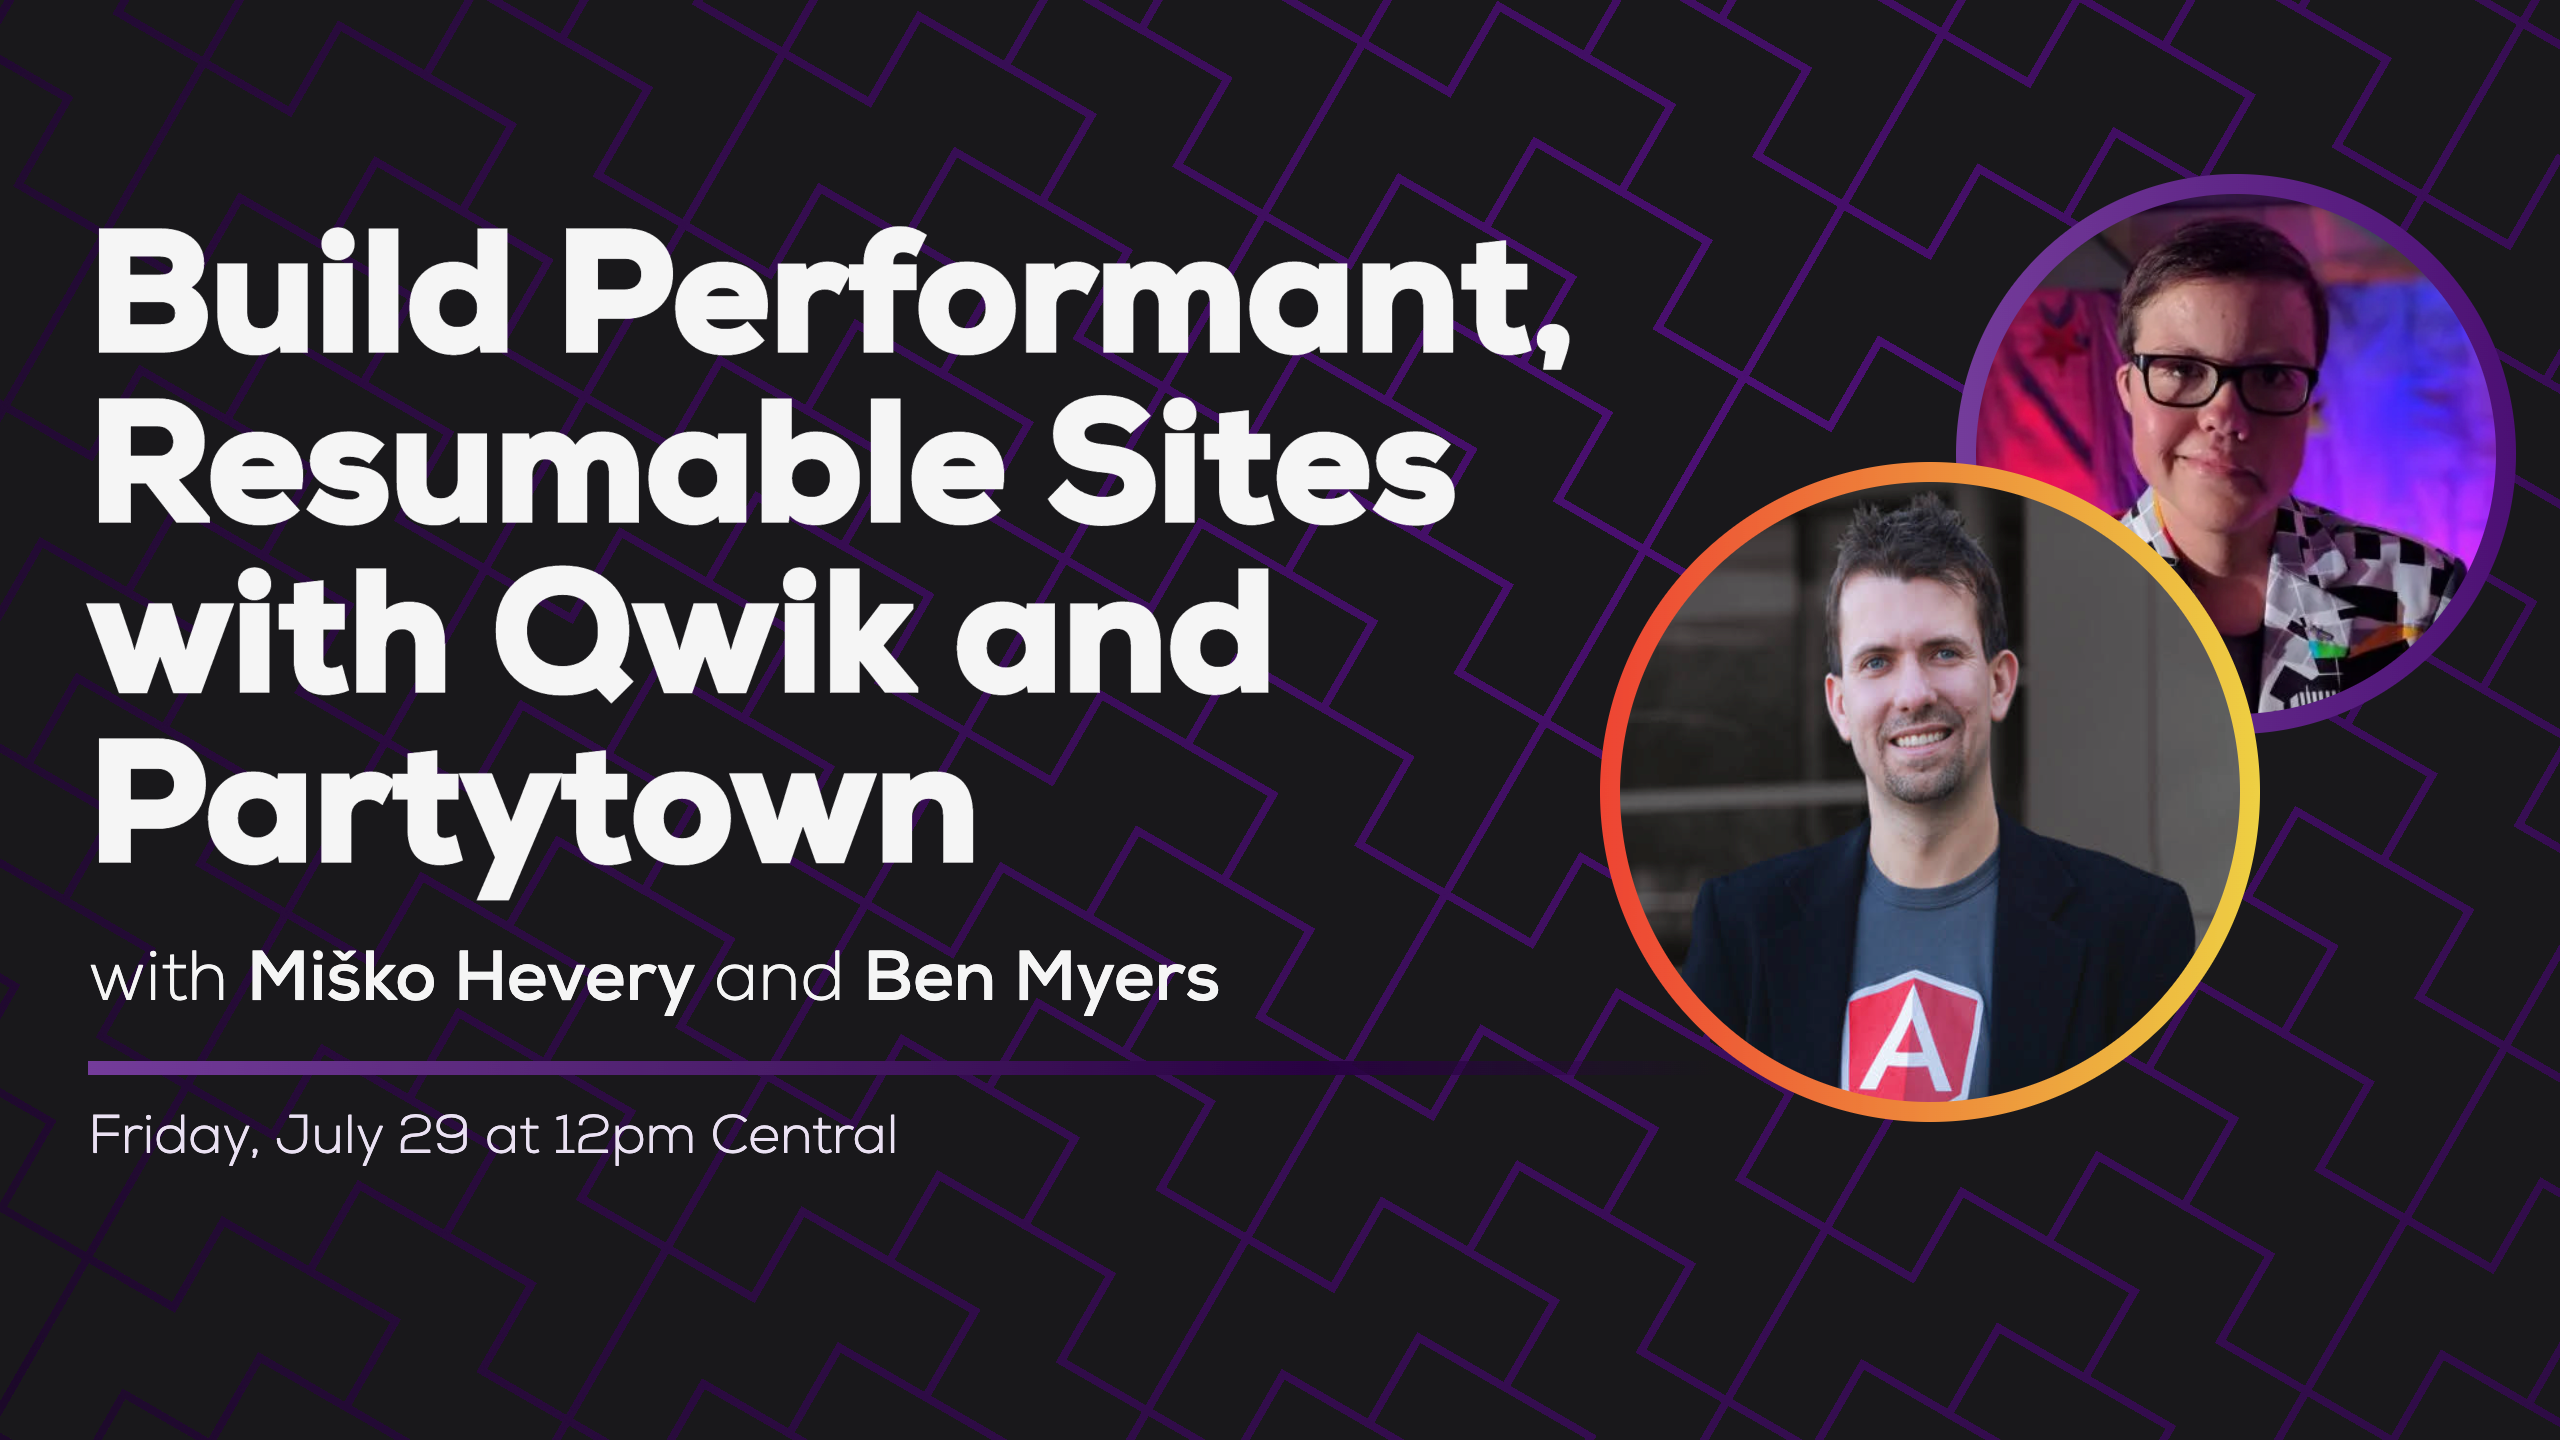 Build Performant,
Resumable Sites
with Qwik and
Partytown
with Miško Hevery and Ben Myers
Friday, July 29 at 12pm Central
A